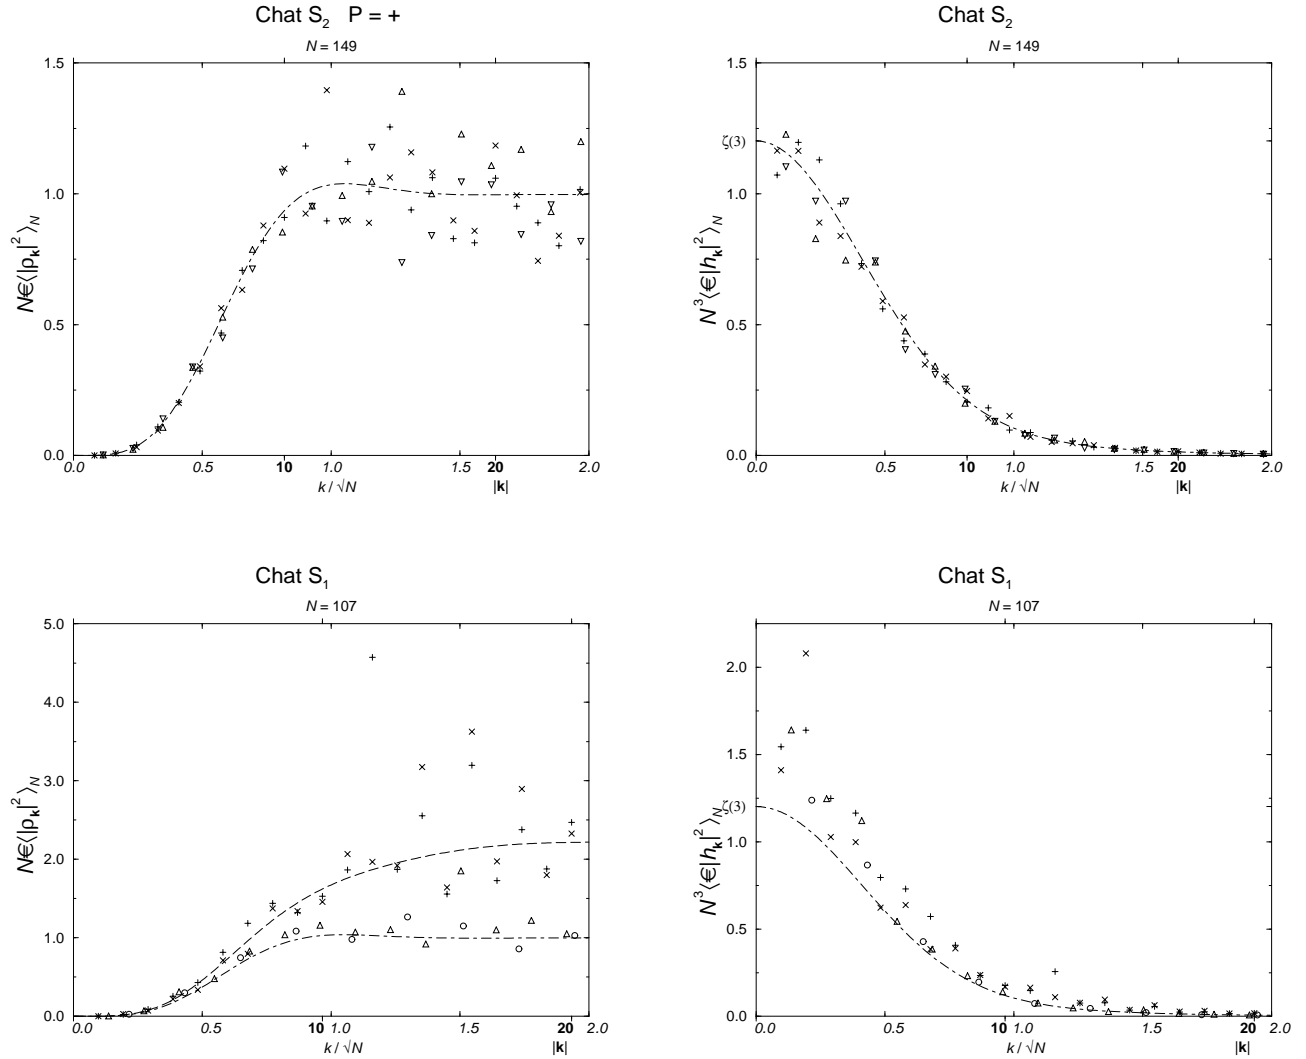 Chat S₂ P = +
N = 149
1.5
1.0
0.5
0.0
N∈⟨|ρₖ|²⟩_N
0.0 0.5 10 1.0 1.5 20 2.0
k / √N |k|
Chat S₂
N = 149
1.5
ζ(3)
1.0
0.5
0.0
N³⟨∈|hₖ|²⟩_N
0.0 0.5 10 1.0 1.5 20 2.0
k / √N |k|
Chat S₁
N = 107
5.0
4.0
3.0
2.0
1.0
0.0
N∈⟨|ρₖ|²⟩_N
0.0 0.5 10 1.0 1.5 20 2.0
k / √N |k|
Chat S₁
N = 107
2.0
1.5
ζ(3)
1.0
0.5
0.0
N³⟨∈|hₖ|²⟩_N
0.0 0.5 10 1.0 1.5 20 2.0
k / √N |k|